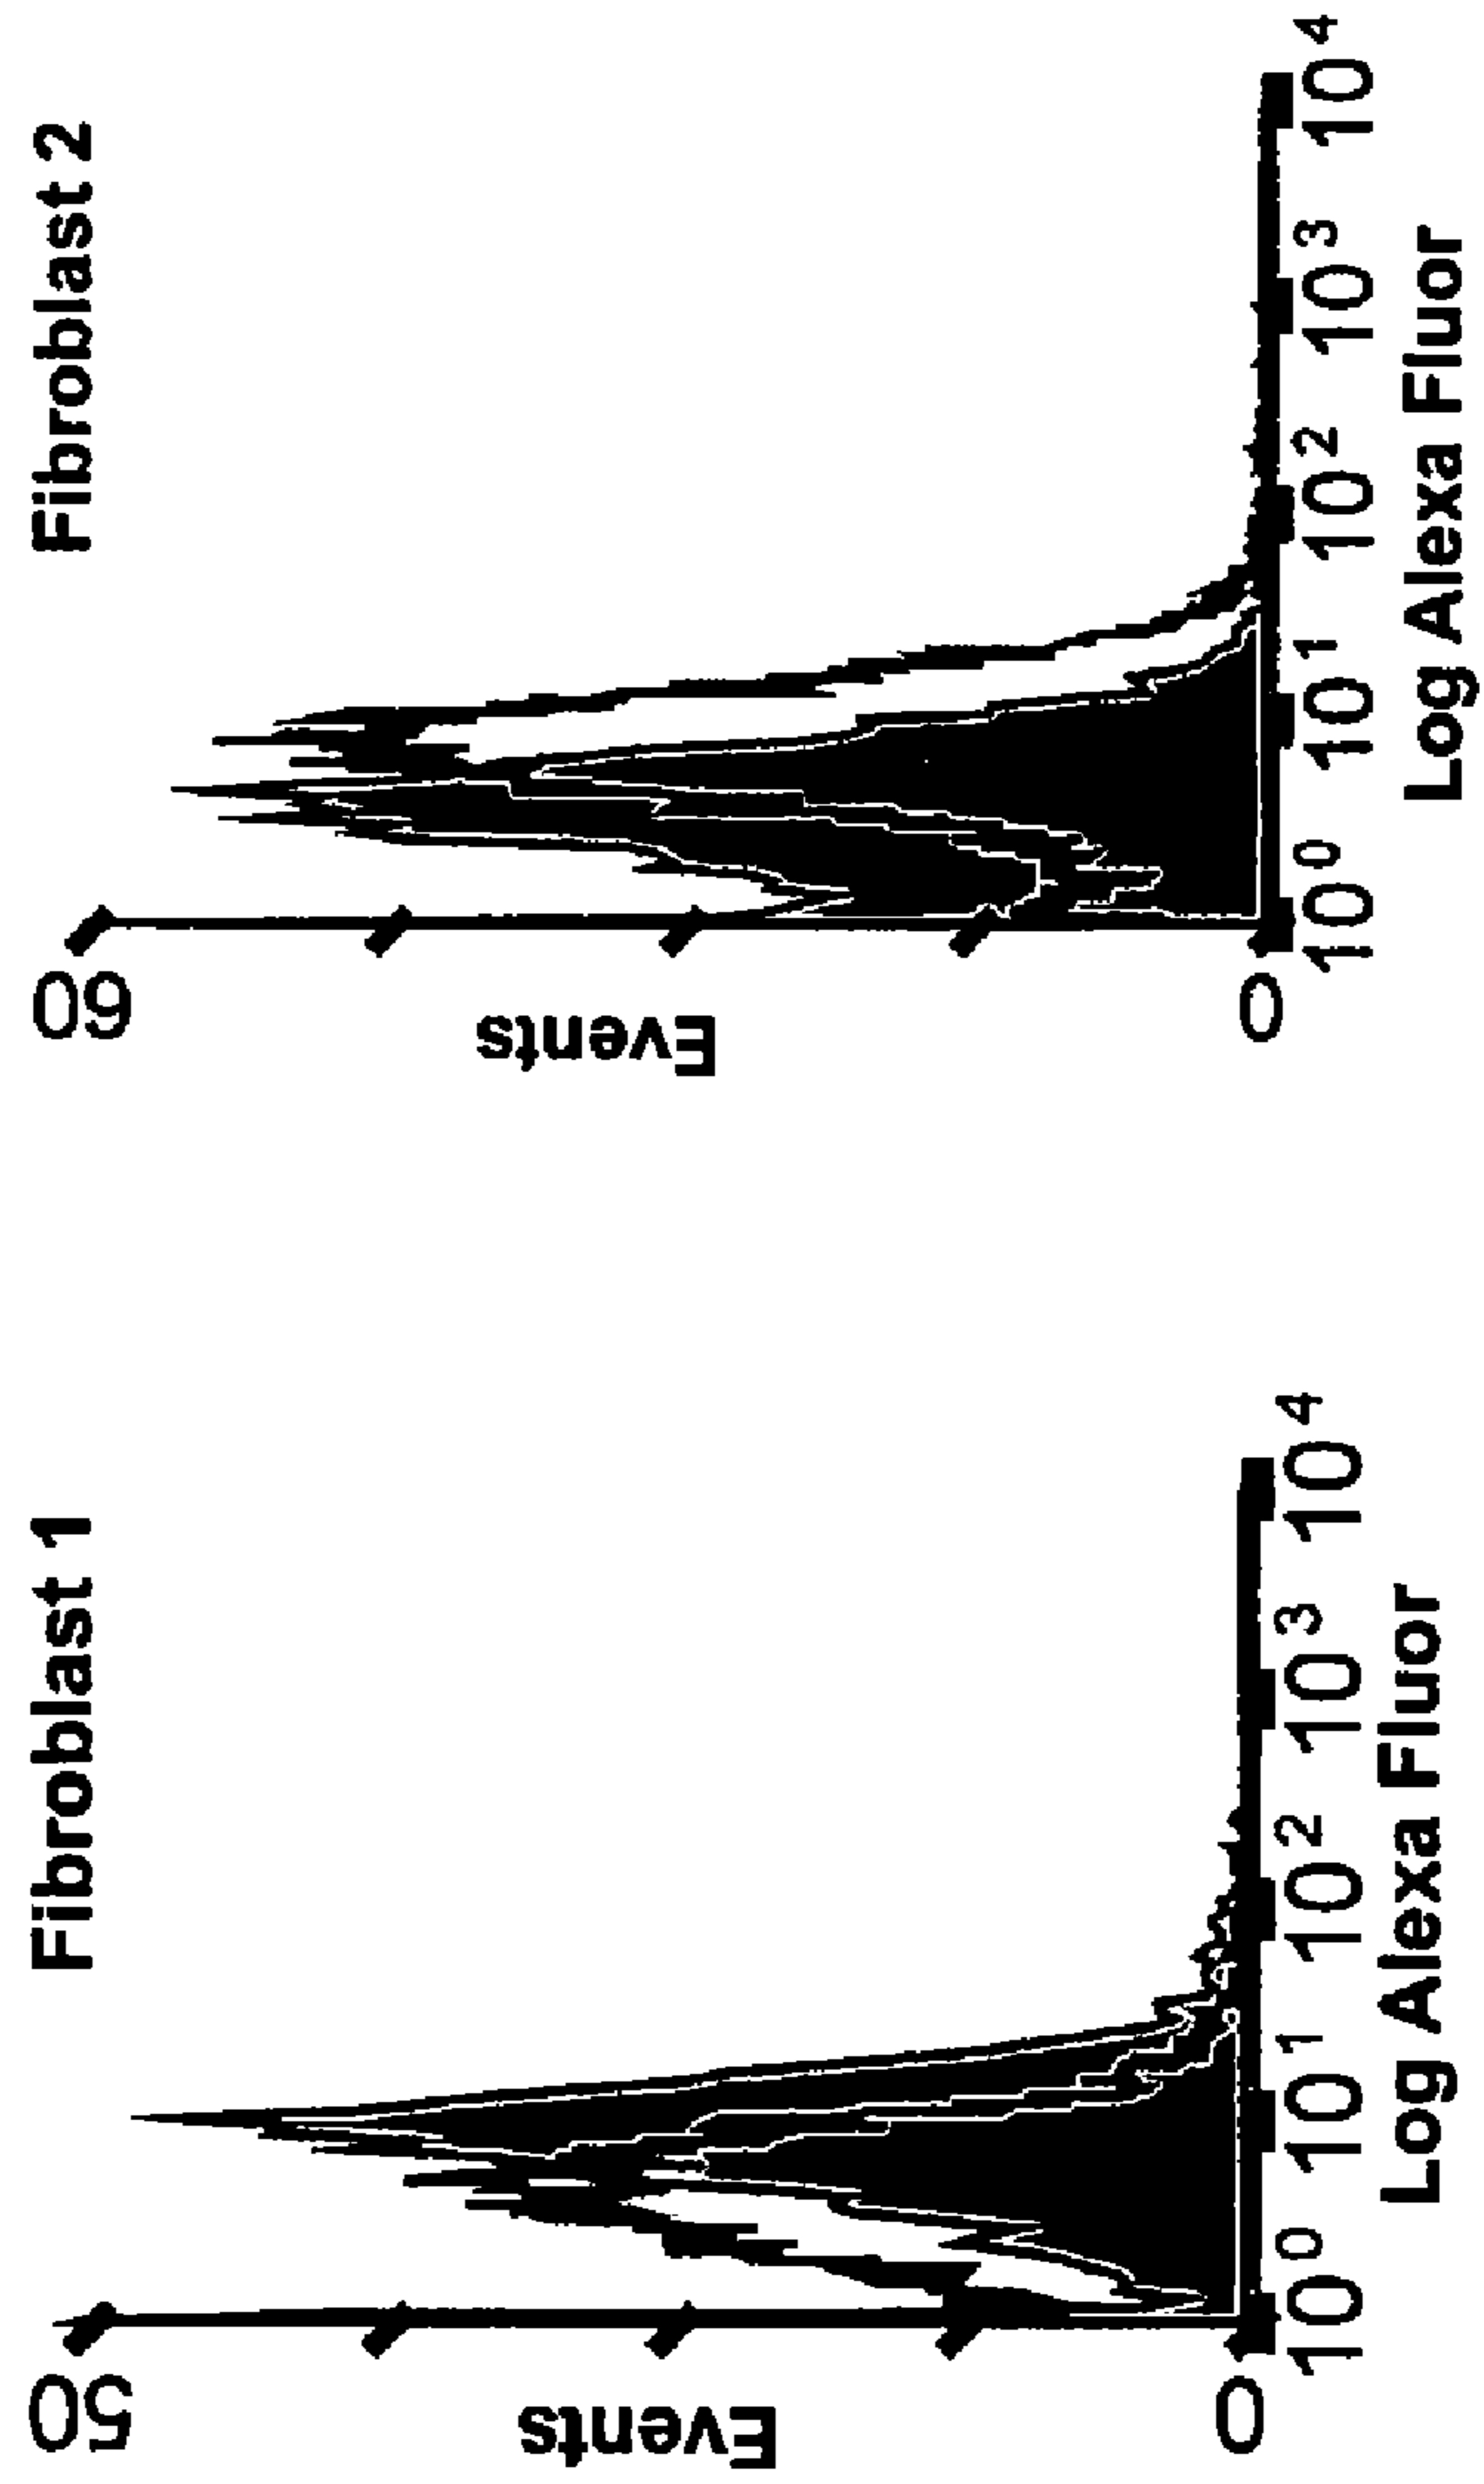 Fibroblast 1
50
Events
0
10⁰ 10¹ 10² 10³ 10⁴
Log Alexa Fluor
Fibroblast 2
60
Events
0
10⁰ 10¹ 10² 10³ 10⁴
Log Alexa Fluor